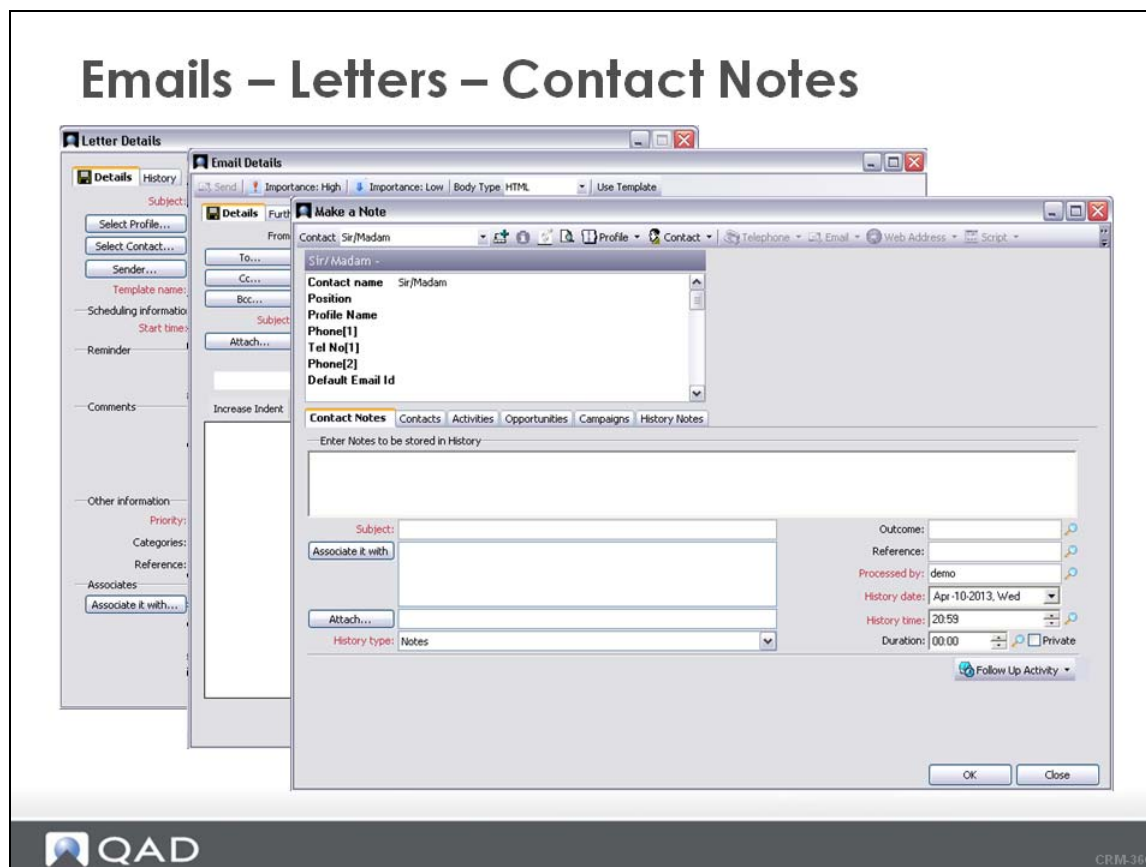 Emails – Letters – Contact Notes
Letter Details
Details History
Subject:
Select Profile...
Select Contact...
Sender...
Template name:
Scheduling informatio
Start time:
Reminder
Comments
Other information
Priority:
Categories:
Reference:
Associates
Associate it with...
Email Details
Send Importance: High Importance: Low Body Type HTML Use Template
Details Furth
From
To...
Cc...
Bcc...
Subject
Attach...
Increase Indent
Make a Note
Contact Sir/Madam Profile Contact Telephone Email Web Address Script
Sir/Madam -
Contact name Sir/Madam
Position
Profile Name
Phone[1]
Tel No[1]
Phone[2]
Default Email Id
Contact Notes Contacts Activities Opportunities Campaigns History Notes
Enter Notes to be stored in History
Subject: Outcome:
Associate it with Reference:
Processed by: demo
History date: Apr-10-2013, Wed
Attach... History time: 20:59
History type: Notes Duration: 00:00 Private
Follow Up Activity
OK Close
QAD